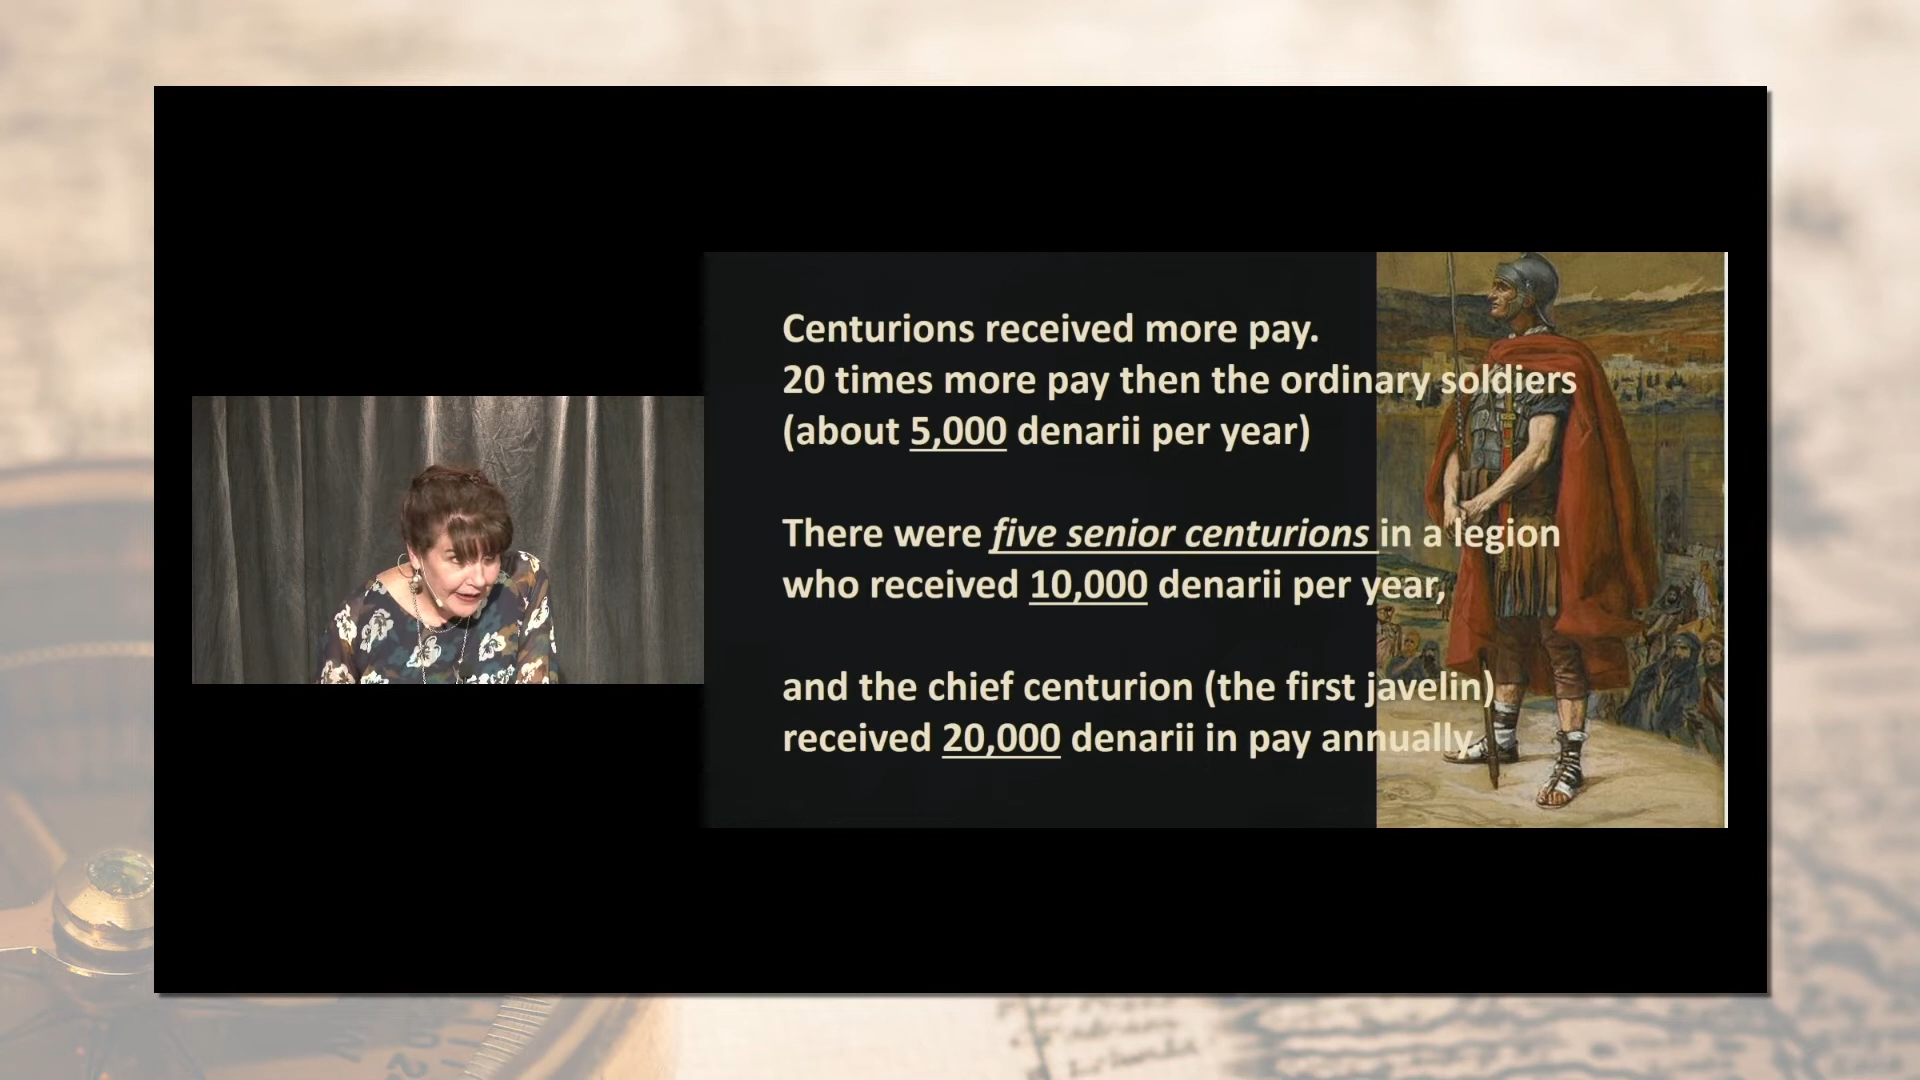 Centurions received more pay.
20 times more pay then the ordinary soldiers
(about 5,000 denarii per year)
There were five senior centurions in a legion
who received 10,000 denarii per year,
and the chief centurion (the first javelin)
received 20,000 denarii in pay annually.